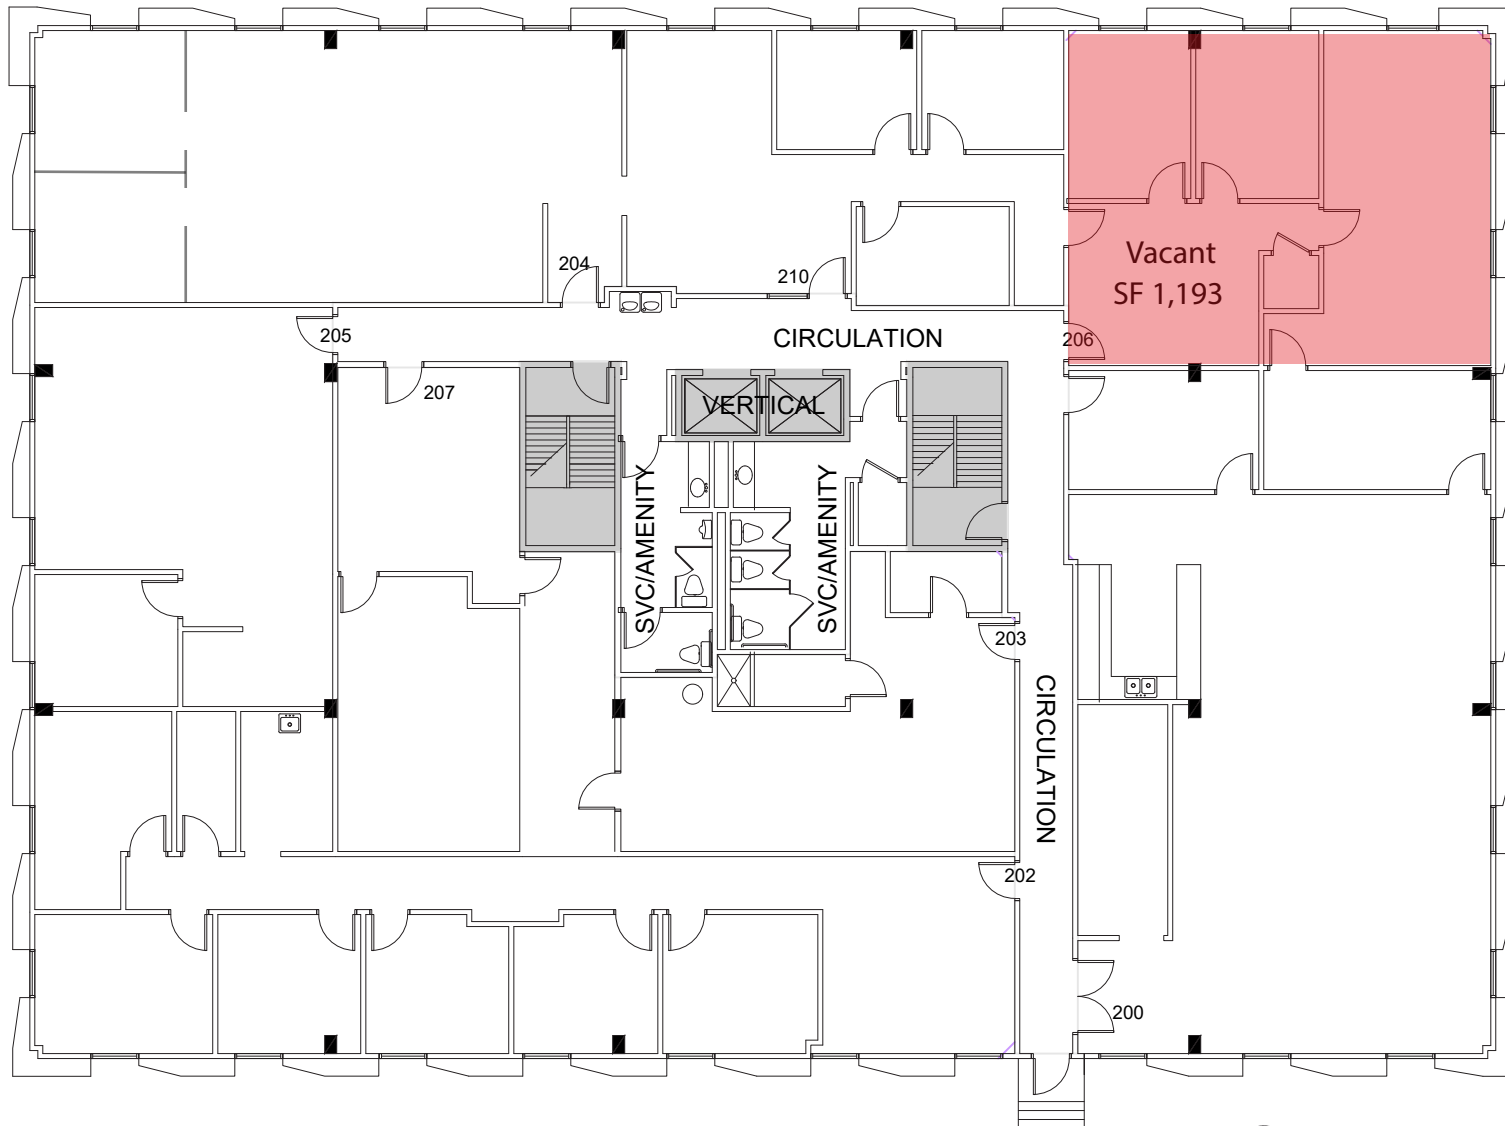 204
210
Vacant
SF 1,193
205
CIRCULATION
206
207
VERTICAL
SVC/AMENITY
SVC/AMENITY
203
CIRCULATION
202
200